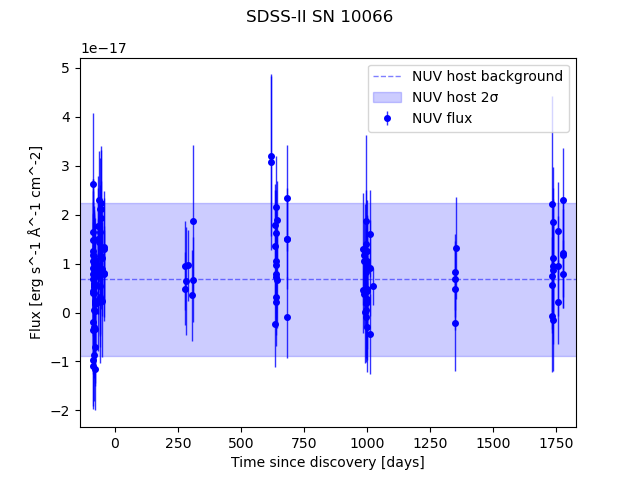 SDSS-II SN 10066
1e−17
NUV host background
NUV host 2σ
NUV flux
Flux [erg s^-1 Å^-1 cm^-2]
5
4
3
2
1
0
−1
−2
0 250 500 750 1000 1250 1500 1750
Time since discovery [days]